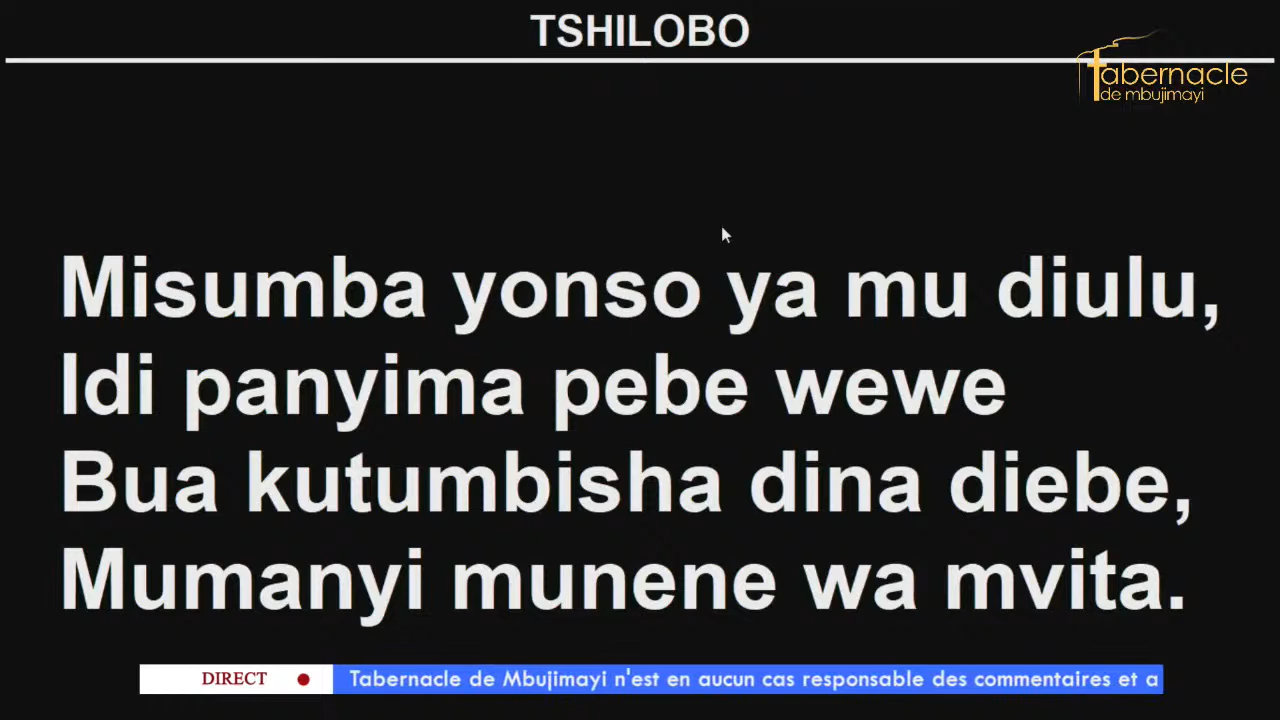 TSHILOBO
Tabernacle
de mbujimayi
Misumba yonso ya mu diulu,
Idi panyima pebe wewe
Bua kutumbisha dina diebe,
Mumanyi munene wa mvita.
DIRECT
Tabernacle de Mbujimayi n'est en aucun cas responsable des commentaires et a